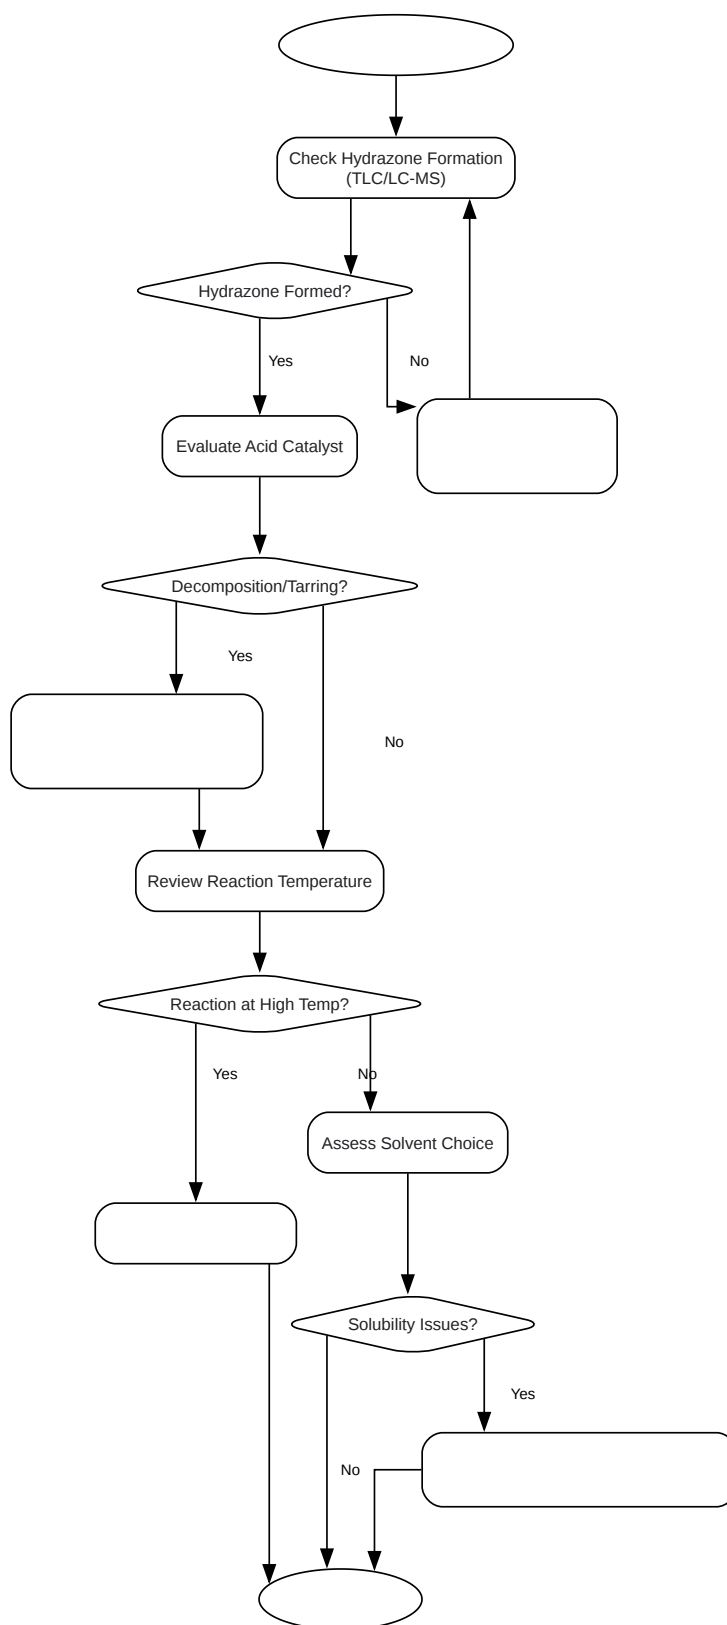 Check Hydrazone Formation
(TLC/LC-MS)
Hydrazone Formed?
Yes
No
Evaluate Acid Catalyst
Decomposition/Tarring?
Yes
No
Review Reaction Temperature
Reaction at High Temp?
Yes
No
Assess Solvent Choice
Solubility Issues?
Yes
No